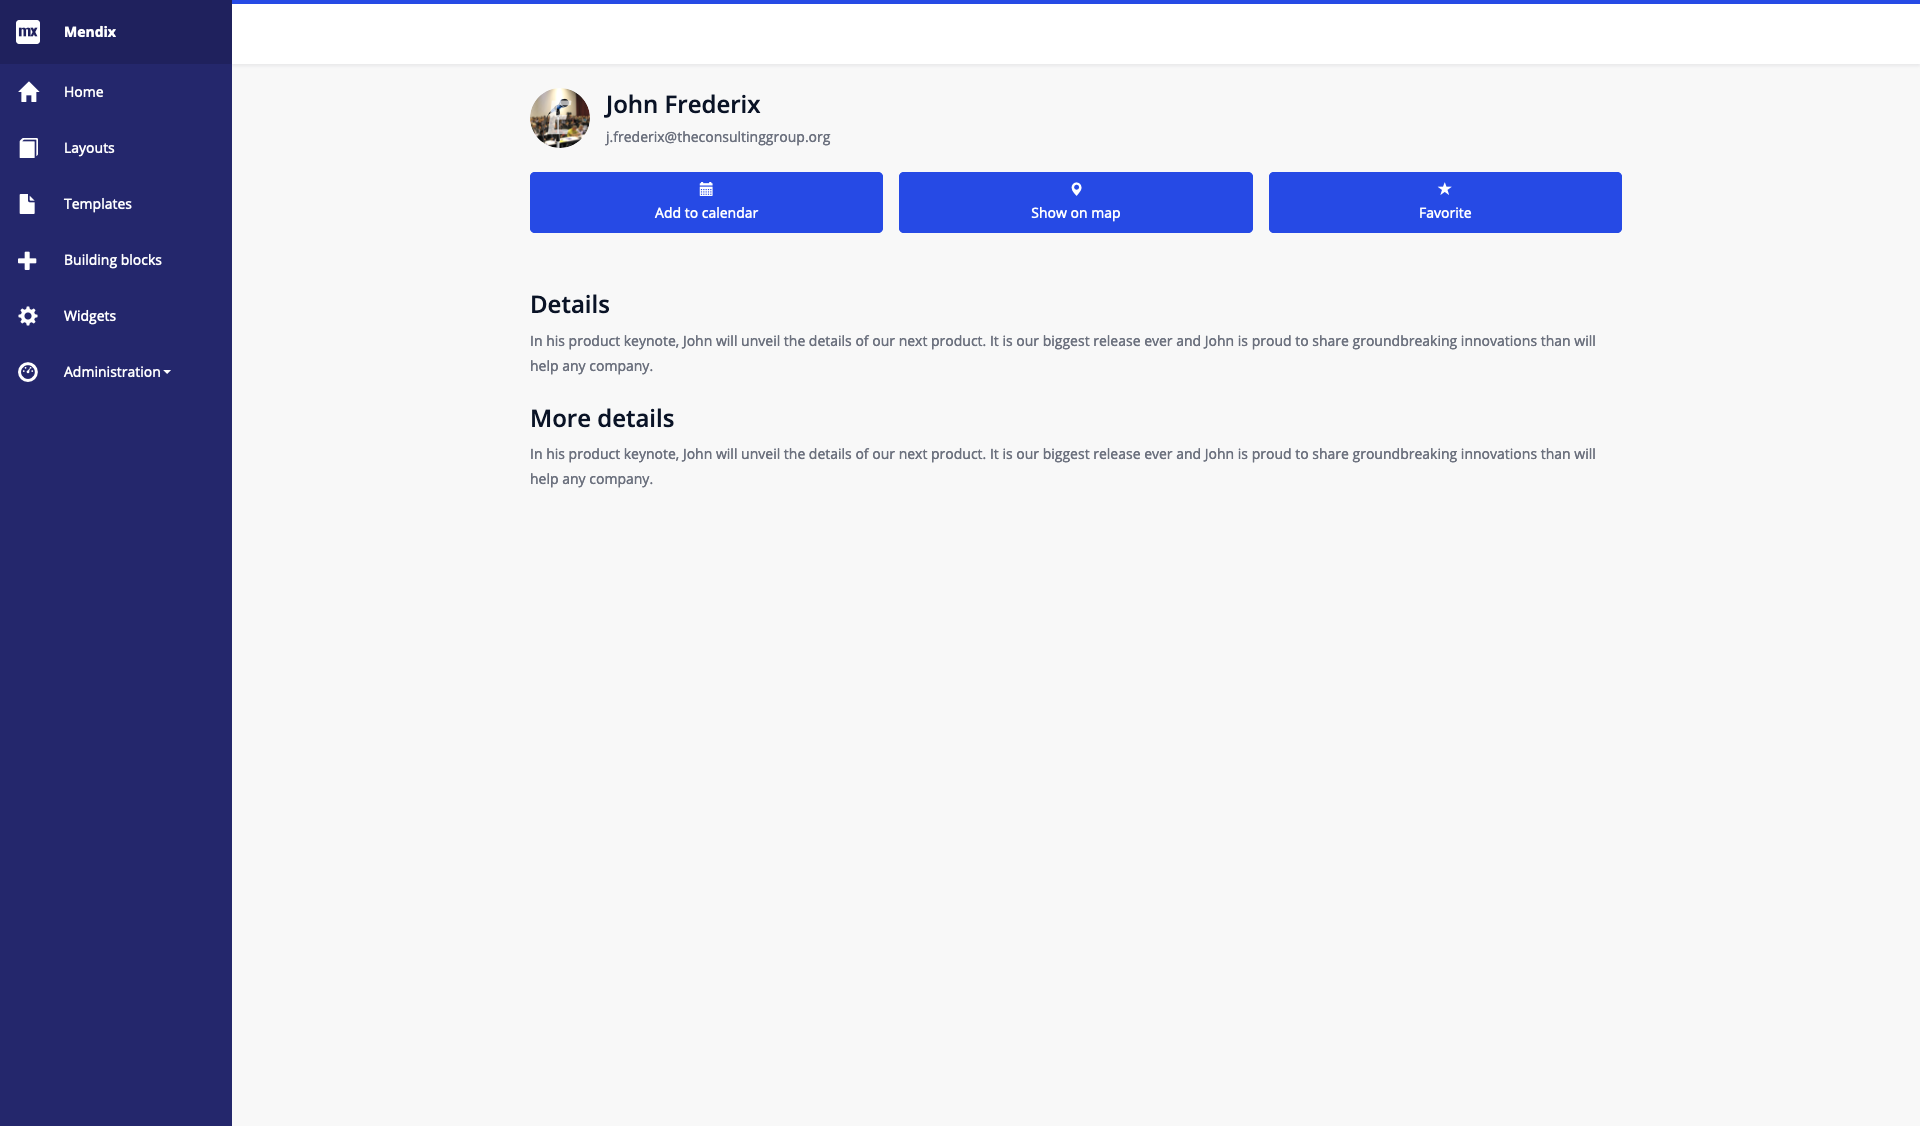 mx
Mendix
Home
Layouts
Templates
Building blocks
Widgets
Administration
John Frederix
j.frederix@theconsultinggroup.org
Add to calendar
Show on map
Favorite
Details
In his product keynote, John will unveil the details of our next product. It is our biggest release ever and John is proud to share groundbreaking innovations than will
help any company.
More details
In his product keynote, John will unveil the details of our next product. It is our biggest release ever and John is proud to share groundbreaking innovations than will
help any company.